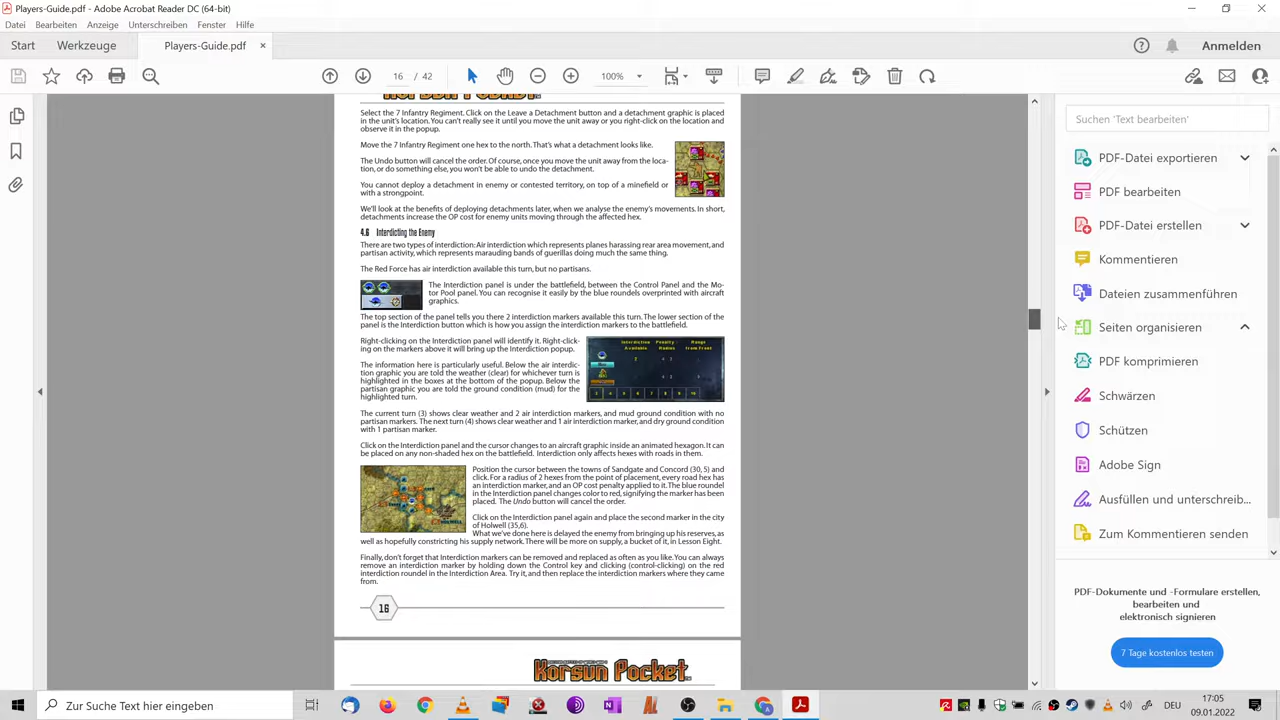 Players-Guide.pdf - Adobe Acrobat Reader DC (64-bit)
Datei Bearbeiten Anzeige Unterschreiben Fenster Hilfe
Start Werkzeuge Players-Guide.pdf Anmelden
16 / 42 100%
Select the 7 Infantry Regiment. Click on the Leave a Detachment button and a detachment graphic is placed
in the unit's location. You can't really see it until you move the unit away or you right-click on the location and
observe it in the popup.
Move the 7 Infantry Regiment one hex to the north. That's what a detachment looks like.
The Undo button will cancel the order. Of course, once you move the unit away from the loca-
tion, or do something else, you won't be able to undo the detachment.
You cannot deploy a detachment in enemy or contested territory, on top of a minefield or
with a strongpoint.
We'll look at the benefits of deploying detachments later, when we analyse the enemy's movements. In short,
detachments increase the OP cost for enemy units moving through the affected hex.
4.6 Interdicting the Enemy
There are two types of interdiction: Air interdiction which represents planes harassing rear area movement, and
partisan activity, which represents marauding bands of guerillas doing much the same thing.
The Red Force has air interdiction available this turn, but no partisans.
The Interdiction panel is under the battlefield, between the Control Panel and the Mo-
tor Pool panel. You can recognise it easily by the blue roundels overprinted with aircraft
graphics.
The top section of the panel tells you there 2 interdiction markers available this turn. The lower section of the
panel is the Interdiction button which is how you assign the interdiction markers to the battlefield.
Right-clicking on the Interdiction panel will identify it. Right-click-
ing on the markers above it will bring up the Interdiction popup.
The information here is particularly useful. Below the air interdic-
tion graphic you are told the weather (clear) for whichever turn is
highlighted in the boxes at the bottom of the popup. Below the
partisan graphic you are told the ground condition (mud) for the
highlighted turn.
Interdiction Available Penalty Radius Range from Front
The current turn (3) shows clear weather and 2 air interdiction markers, and mud ground condition with no
partisan markers. The next turn (4) shows clear weather and 1 air interdiction marker, and dry ground condition
with 1 partisan marker.
Click on the Interdiction panel and the cursor changes to an aircraft graphic inside an animated hexagon. It can
be placed on any non-shaded hex on the battlefield. Interdiction only affects hexes with roads in them.
Position the cursor between the towns of Sandgate and Concord (30, 5) and
click. For a radius of 2 hexes from the point of placement, every road hex has
an interdiction marker, and an OP cost penalty applied to it. The blue roundel
in the Interdiction panel changes color to red, signifying the marker has been
placed. The Undo button will cancel the order.
Click on the Interdiction panel again and place the second marker in the city
of Holwell (35,6).
What we've done here is delayed the enemy from bringing up his reserves, as
well as hopefully constricting his supply network. There will be more on supply, a bucket of it, in Lesson Eight.
HOLWELL
Finally, don't forget that Interdiction markers can be removed and replaced as often as you like. You can always
remove an interdiction marker by holding down the Control key and clicking (control-clicking) on the red
interdiction roundel in the Interdiction Area. Try it, and then replace the interdiction markers where they came
from.
16
Korsun Pocket
Suchen 'Text bearbeiten'
PDF-Datei exportieren
PDF bearbeiten
PDF-Datei erstellen
Kommentieren
Dateien zusammenführen
Seiten organisieren
PDF komprimieren
Schwärzen
Schützen
Adobe Sign
Ausfüllen und unterschreib...
Zum Kommentieren senden
PDF-Dokumente und -Formulare erstellen,
bearbeiten und
elektronisch signieren
7 Tage kostenlos testen
Zur Suche Text hier eingeben
DEU
17:05
09.01.2022